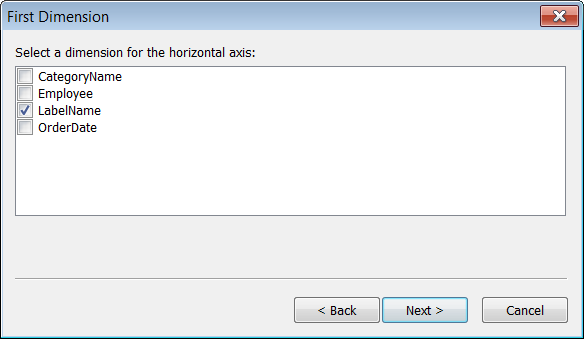 First Dimension
Select a dimension for the horizontal axis:
CategoryName
Employee
LabelName
OrderDate
< Back Next > Cancel